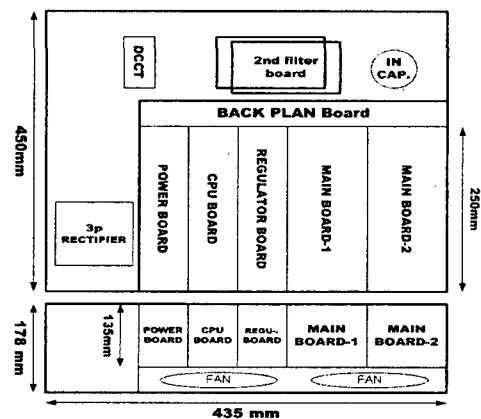 DCCT
2nd filter
board
IN
CAP.
BACK PLAN Board
450mm
POWER BOARD
CPU BOARD
REGULATOR BOARD
MAIN BOARD-1
MAIN BOARD-2
250mm
3p
RECTIFIER
178 mm
135mm
POWER
BOARD
CPU
BOARD
REGU~
BOARD
MAIN
BOARD-1
MAIN
BOARD-2
FAN
FAN
435 mm